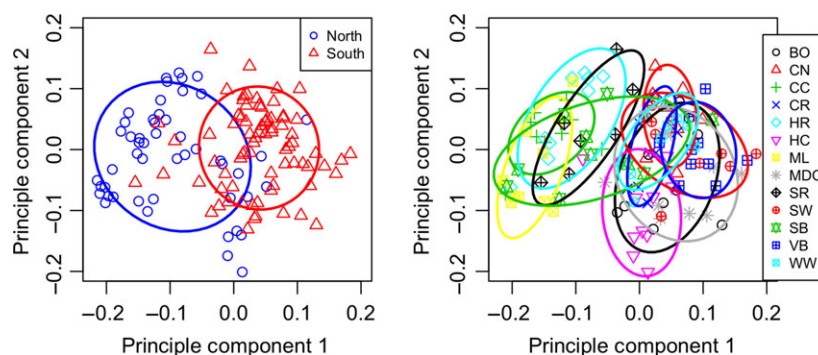 Principle component 2
0.2
0.1
0.0
−0.1
−0.2
−0.2
−0.1
0.0
0.1
0.2
Principle component 1
North
South
Principle component 2
0.2
0.1
0.0
−0.1
−0.2
−0.2
−0.1
0.0
0.1
0.2
Principle component 1
BO
CN
CC
CR
HR
HC
ML
MDC
SR
SW
SB
VB
WW